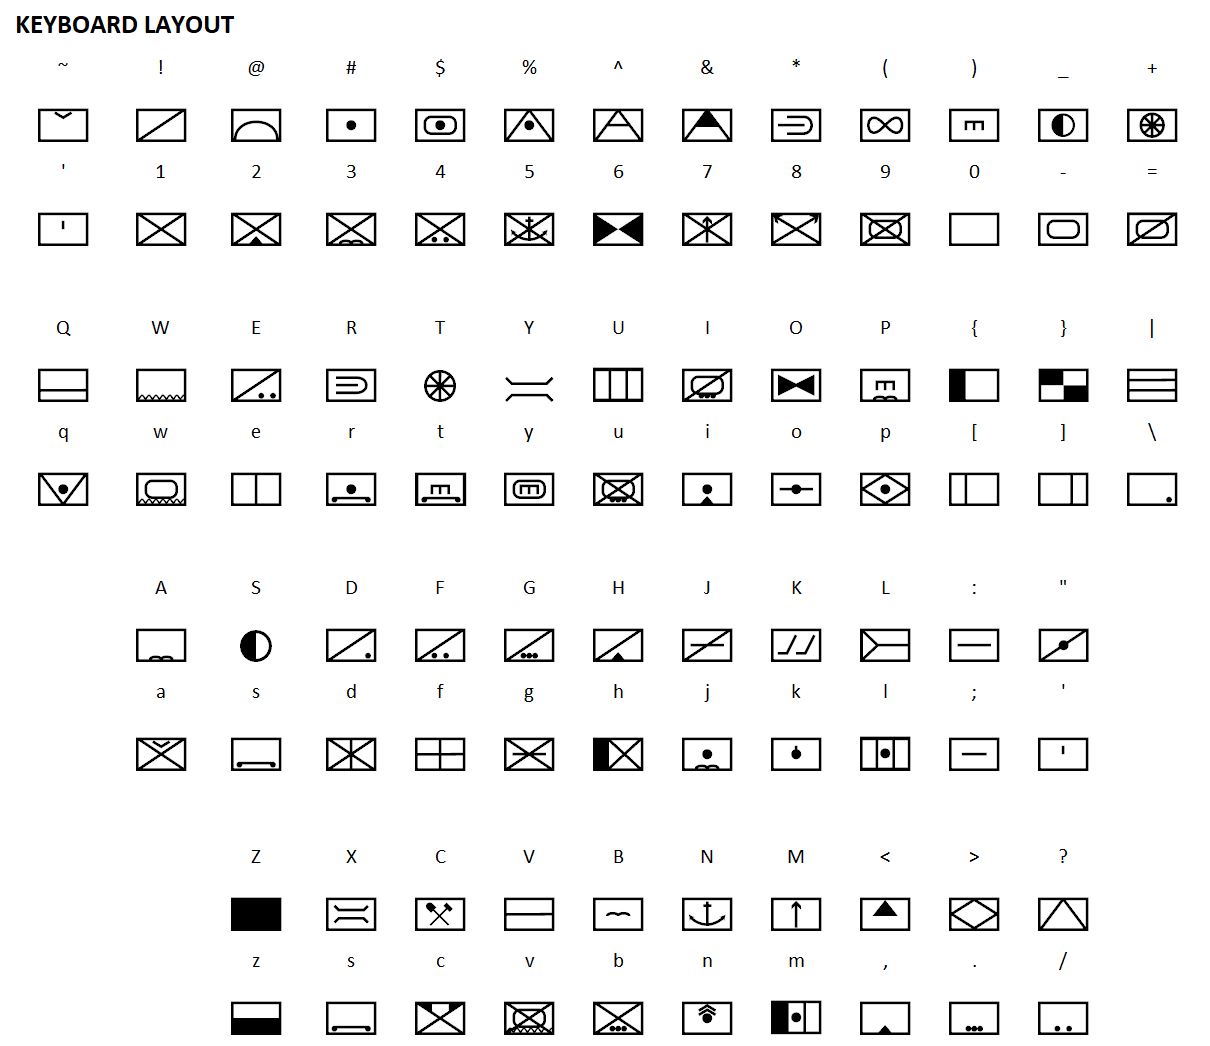 KEYBOARD LAYOUT
~ ! @ # $ % ^ & * ( ) _ +
' 1 2 3 4 5 6 7 8 9 0 - =
Q W E R T Y U I O P { } |
q w e r t y u i o p [ ] \
A S D F G H J K L : "
a s d f g h j k l ; '
Z X C V B N M < > ?
z s c v b n m , . /